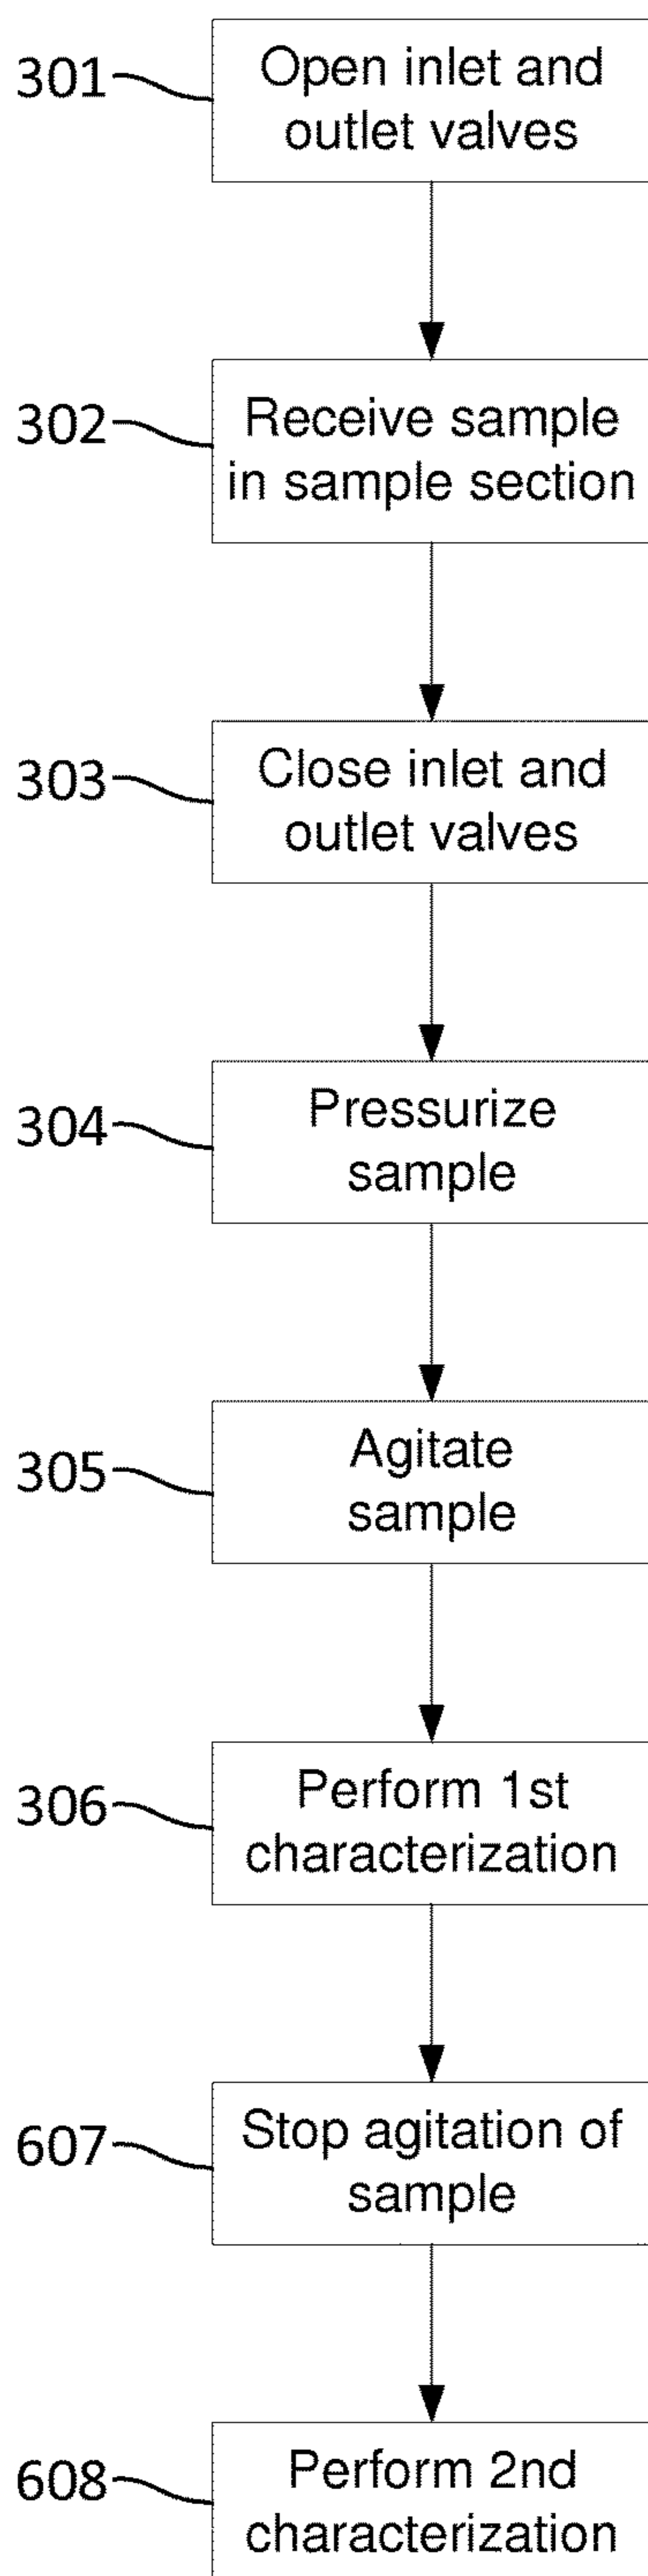 301
Open inlet and
outlet valves
302
Receive sample
in sample section
303
Close inlet and
outlet valves
304
Pressurize
sample
305
Agitate
sample
306
Perform 1st
characterization
607
Stop agitation of
sample
608
Perform 2nd
characterization